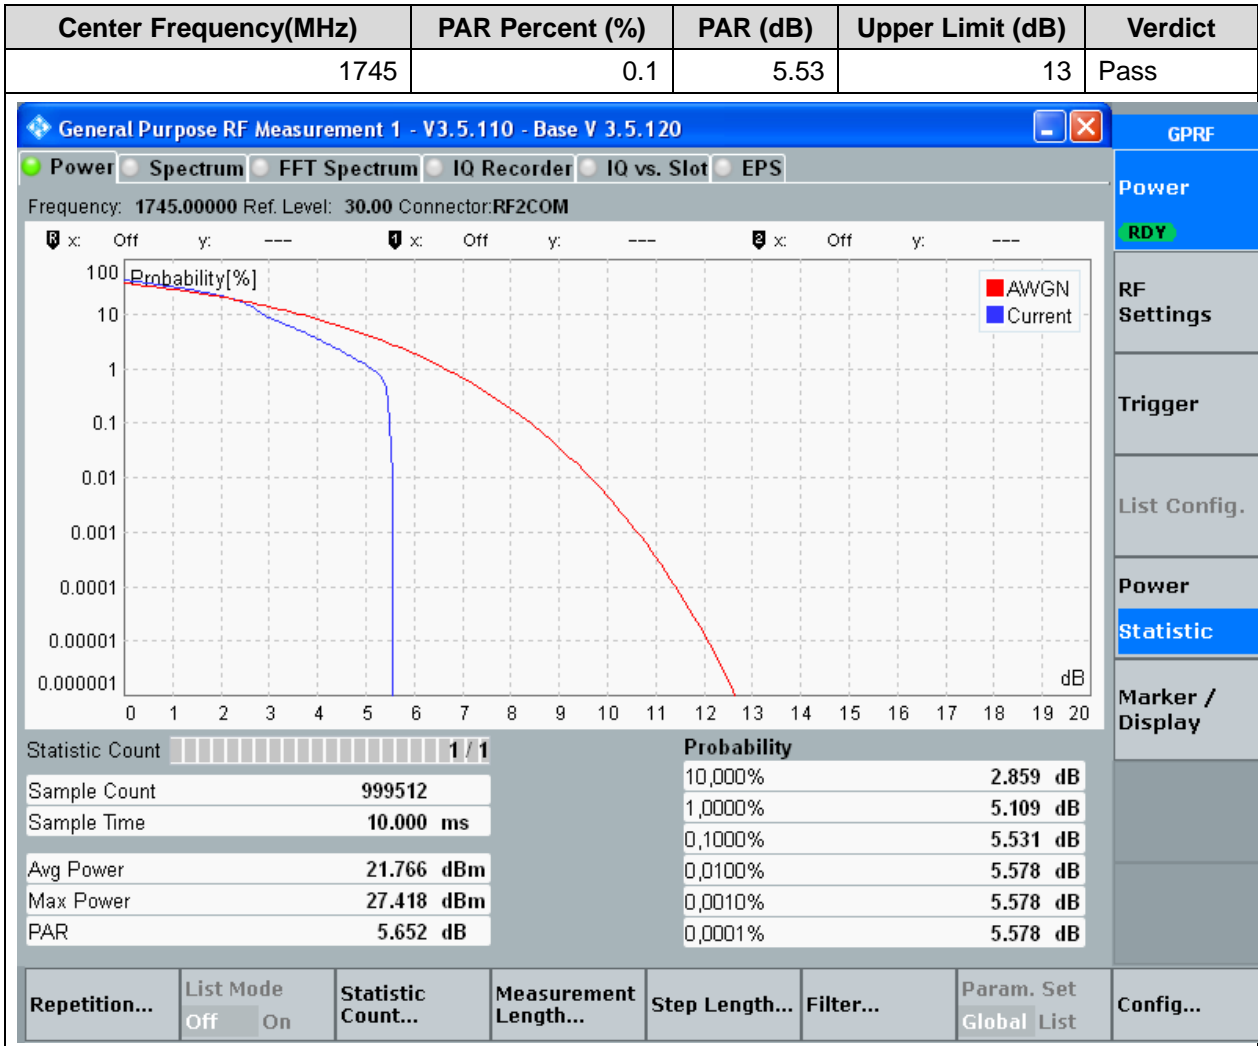 Center Frequency(MHz) PAR Percent (%) PAR (dB) Upper Limit (dB) Verdict
1745 0.1 5.53 13 Pass
General Purpose RF Measurement 1 - V3.5.110 - Base V 3.5.120
GPRF
Power Spectrum FFT Spectrum IQ Recorder IQ vs. Slot EPS
Power
RDY
Frequency: 1745.00000 Ref. Level: 30.00 Connector:RF2COM
R x: Off y: --- 1 x: Off y: --- 2 x: Off y: ---
Probability[%]
100
10
1
0.1
0.01
0.001
0.0001
0.00001
0.000001
AWGN
Current
dB
0 1 2 3 4 5 6 7 8 9 10 11 12 13 14 15 16 17 18 19 20
RF
Settings
Trigger
List Config.
Power
Statistic
Marker /
Display
Statistic Count 1 / 1
Sample Count 999512
Sample Time 10.000 ms
Avg Power 21.766 dBm
Max Power 27.418 dBm
PAR 5.652 dB
Probability
10,000% 2.859 dB
1,0000% 5.109 dB
0,1000% 5.531 dB
0,0100% 5.578 dB
0,0010% 5.578 dB
0,0001% 5.578 dB
Repetition...
List Mode
Off On
Statistic
Count...
Measurement
Length...
Step Length...
Filter...
Param. Set
Global List
Config...